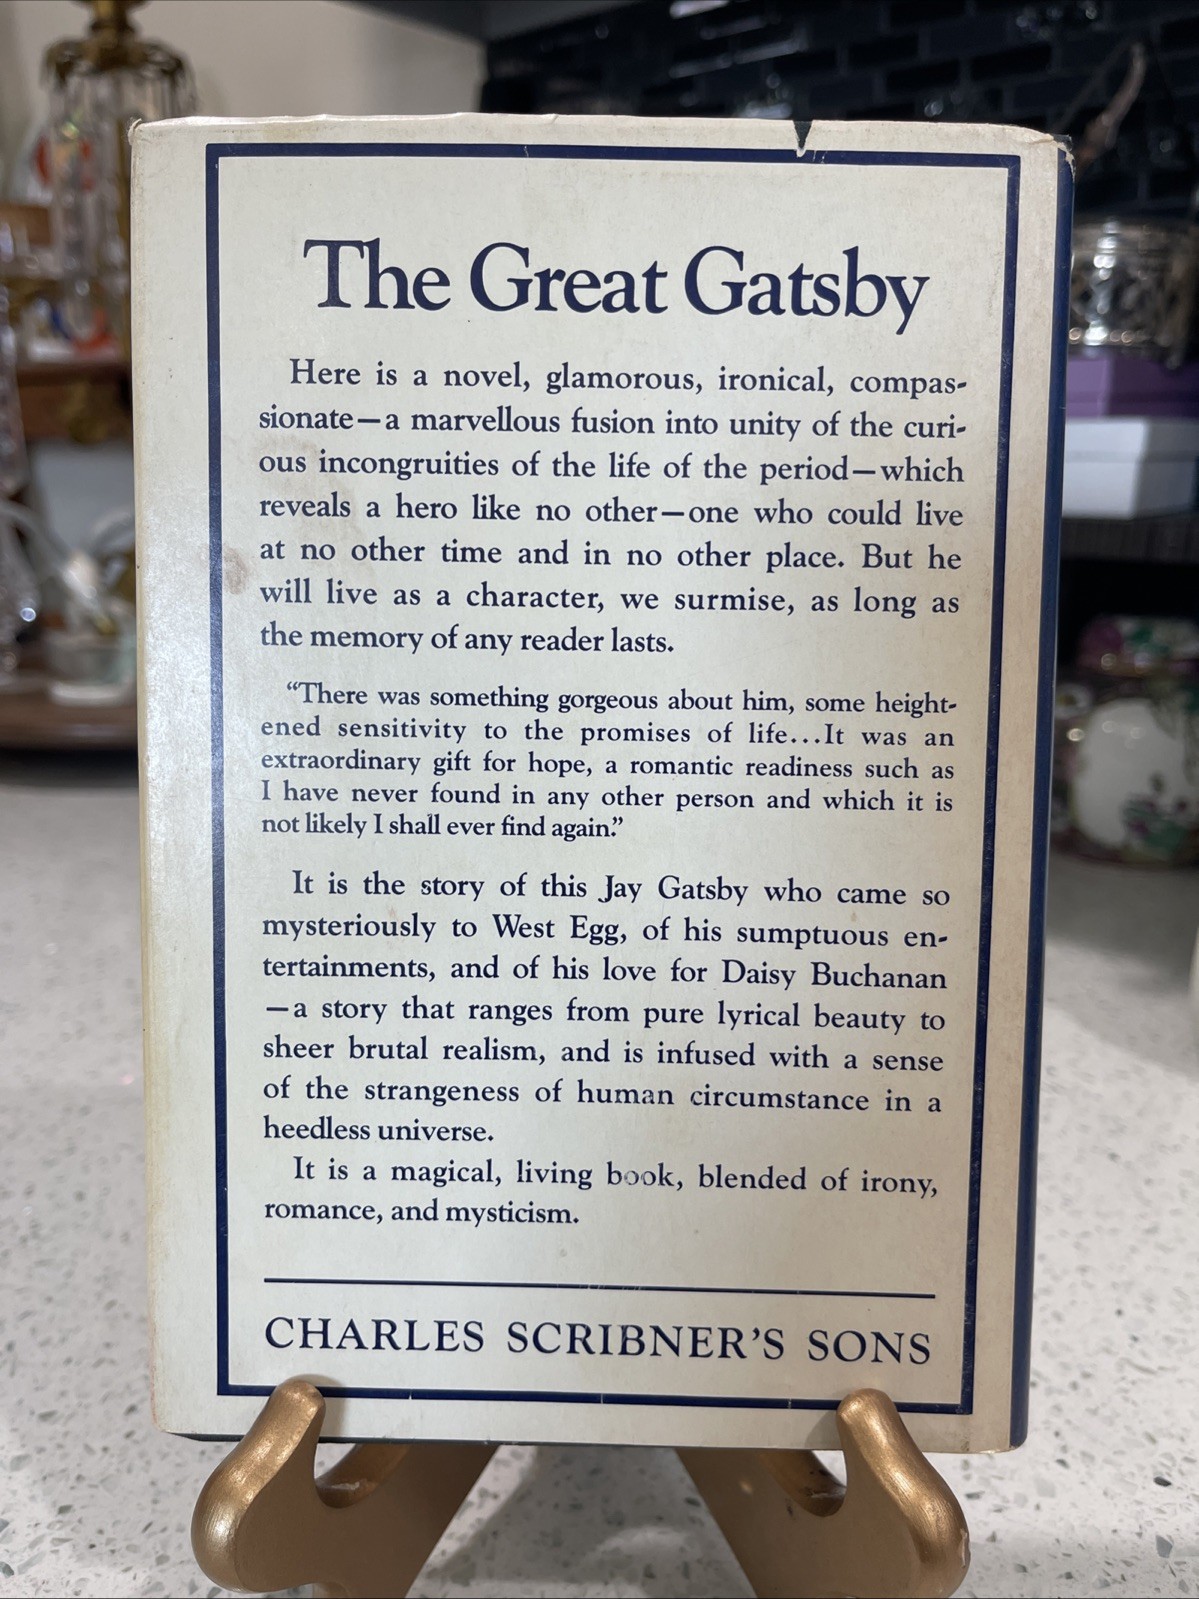 The Great Gatsby
Here is a novel, glamorous, ironical, compas-
sionate—a marvellous fusion into unity of the curi-
ous incongruities of the life of the period—which
reveals a hero like no other—one who could live
at no other time and in no other place. But he
will live as a character, we surmise, as long as
the memory of any reader lasts.
“There was something gorgeous about him, some height-
ened sensitivity to the promises of life...It was an
extraordinary gift for hope, a romantic readiness such as
I have never found in any other person and which it is
not likely I shall ever find again.”
It is the story of this Jay Gatsby who came so
mysteriously to West Egg, of his sumptuous en-
tertainments, and of his love for Daisy Buchanan
—a story that ranges from pure lyrical beauty to
sheer brutal realism, and is infused with a sense
of the strangeness of human circumstance in a
heedless universe.
It is a magical, living book, blended of irony,
romance, and mysticism.
CHARLES SCRIBNER’S SONS